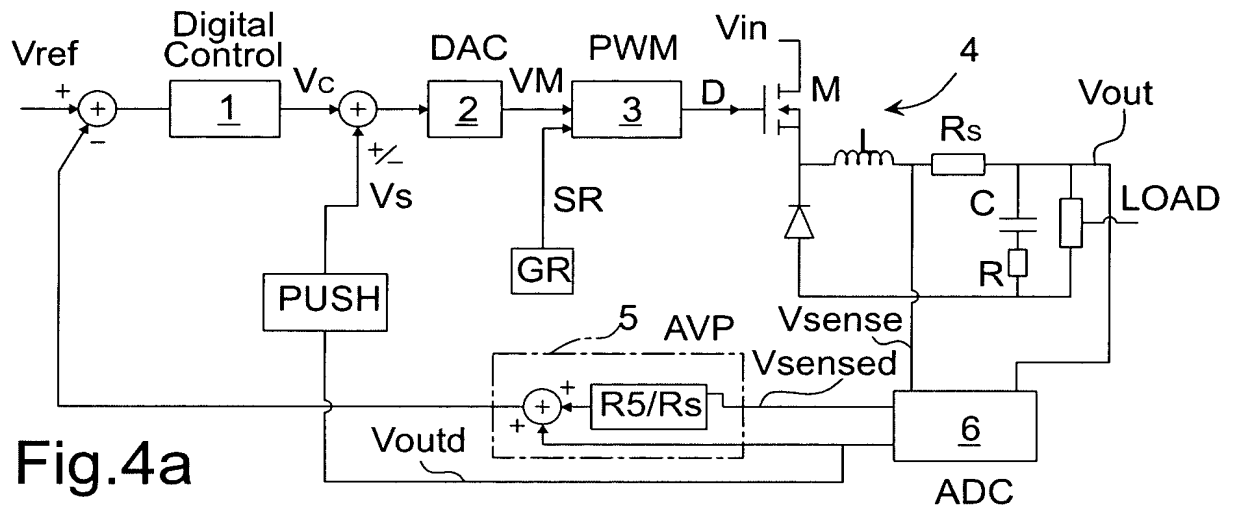 Digital
Control
DAC
PWM
Vin
4
Vref
+
+
−
1
Vc
+
+/−
Vs
2
VM
3
D
M
L
Rs
Vout
SR
GR
C
R
LOAD
PUSH
5
AVP
Vsense
Vsensed
+
+
+
R5/Rs
6
Voutd
ADC
Fig.4a